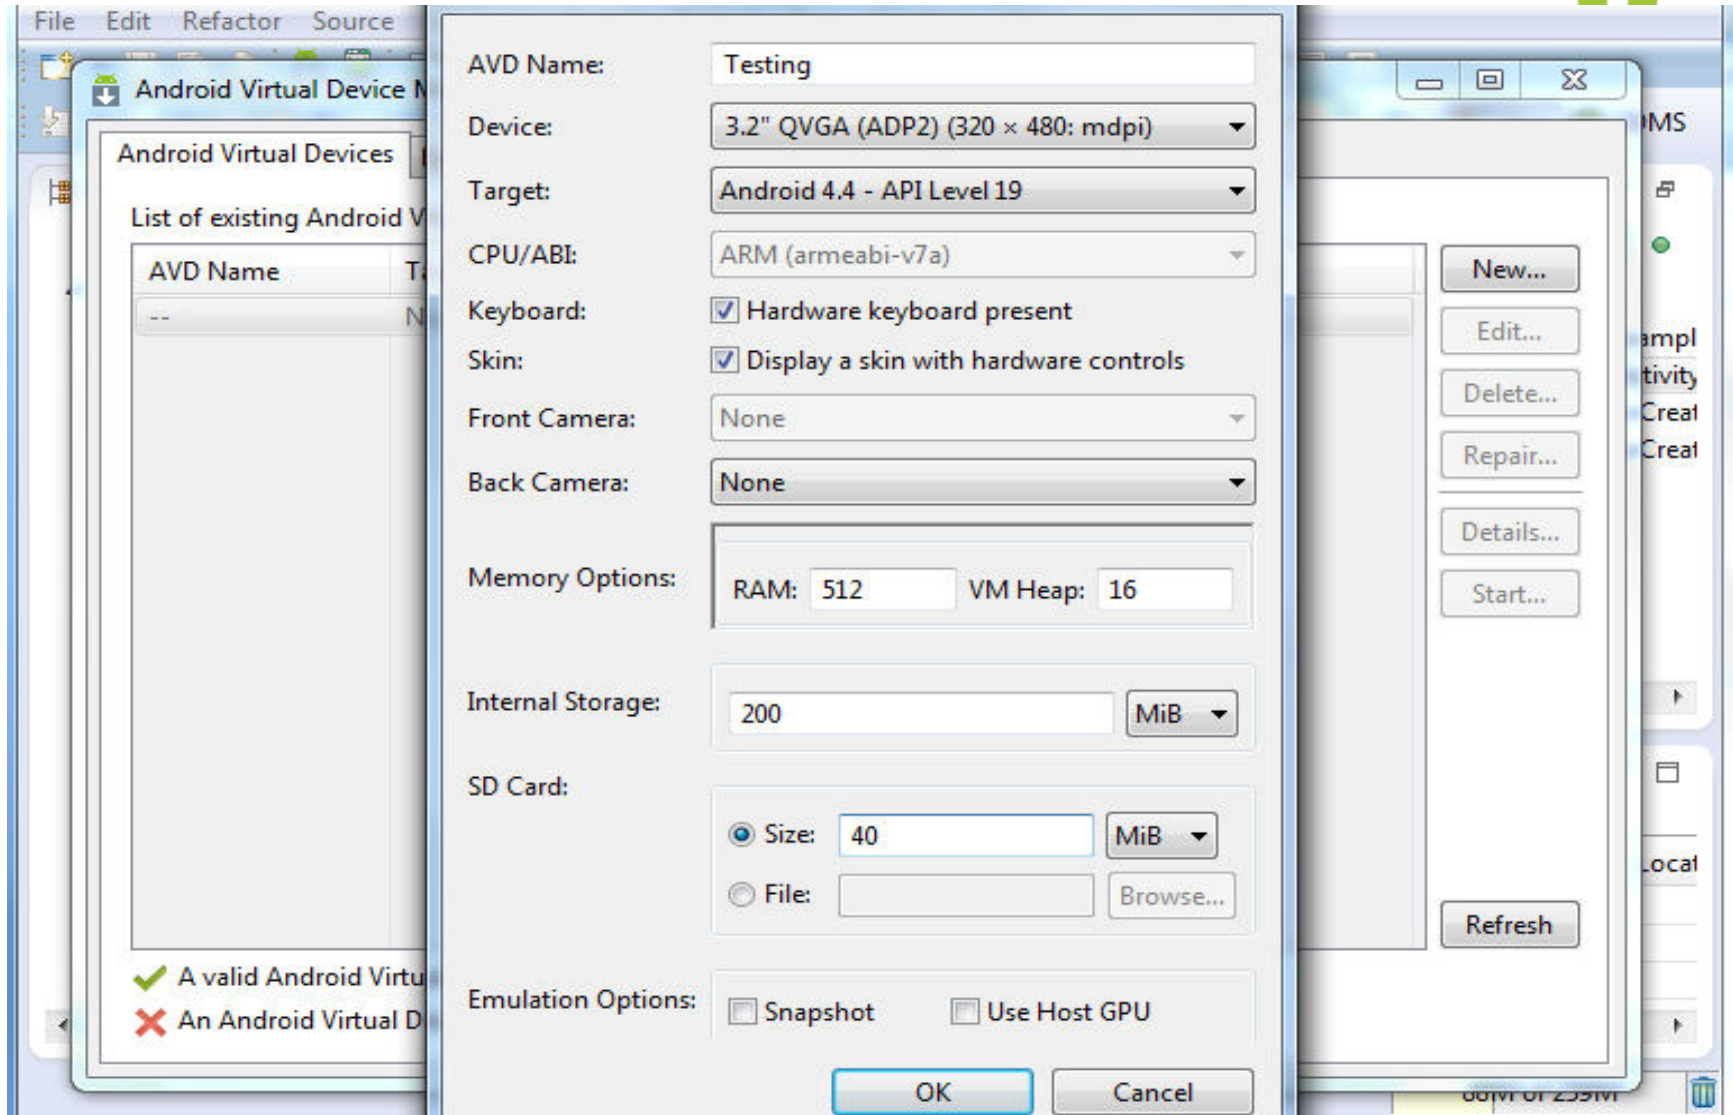 File Edit Refactor Source
Android Virtual Device M
DMS
Android Virtual Devices
List of existing Android V
AVD Name
--
N
AVD Name: Testing
Device: 3.2" QVGA (ADP2) (320 × 480: mdpi)
Target: Android 4.4 - API Level 19
CPU/ABI: ARM (armeabi-v7a)
Keyboard: Hardware keyboard present
Skin: Display a skin with hardware controls
Front Camera: None
Back Camera: None
Memory Options: RAM: 512 VM Heap: 16
Internal Storage: 200 MiB
SD Card:
Size: 40 MiB
File: Browse...
Emulation Options: Snapshot Use Host GPU
OK Cancel
New...
Edit...
Delete...
Repair...
Details...
Start...
Refresh
ampl
tivity
Creat
Creat
Locat
A valid Android Virtu
An Android Virtual D